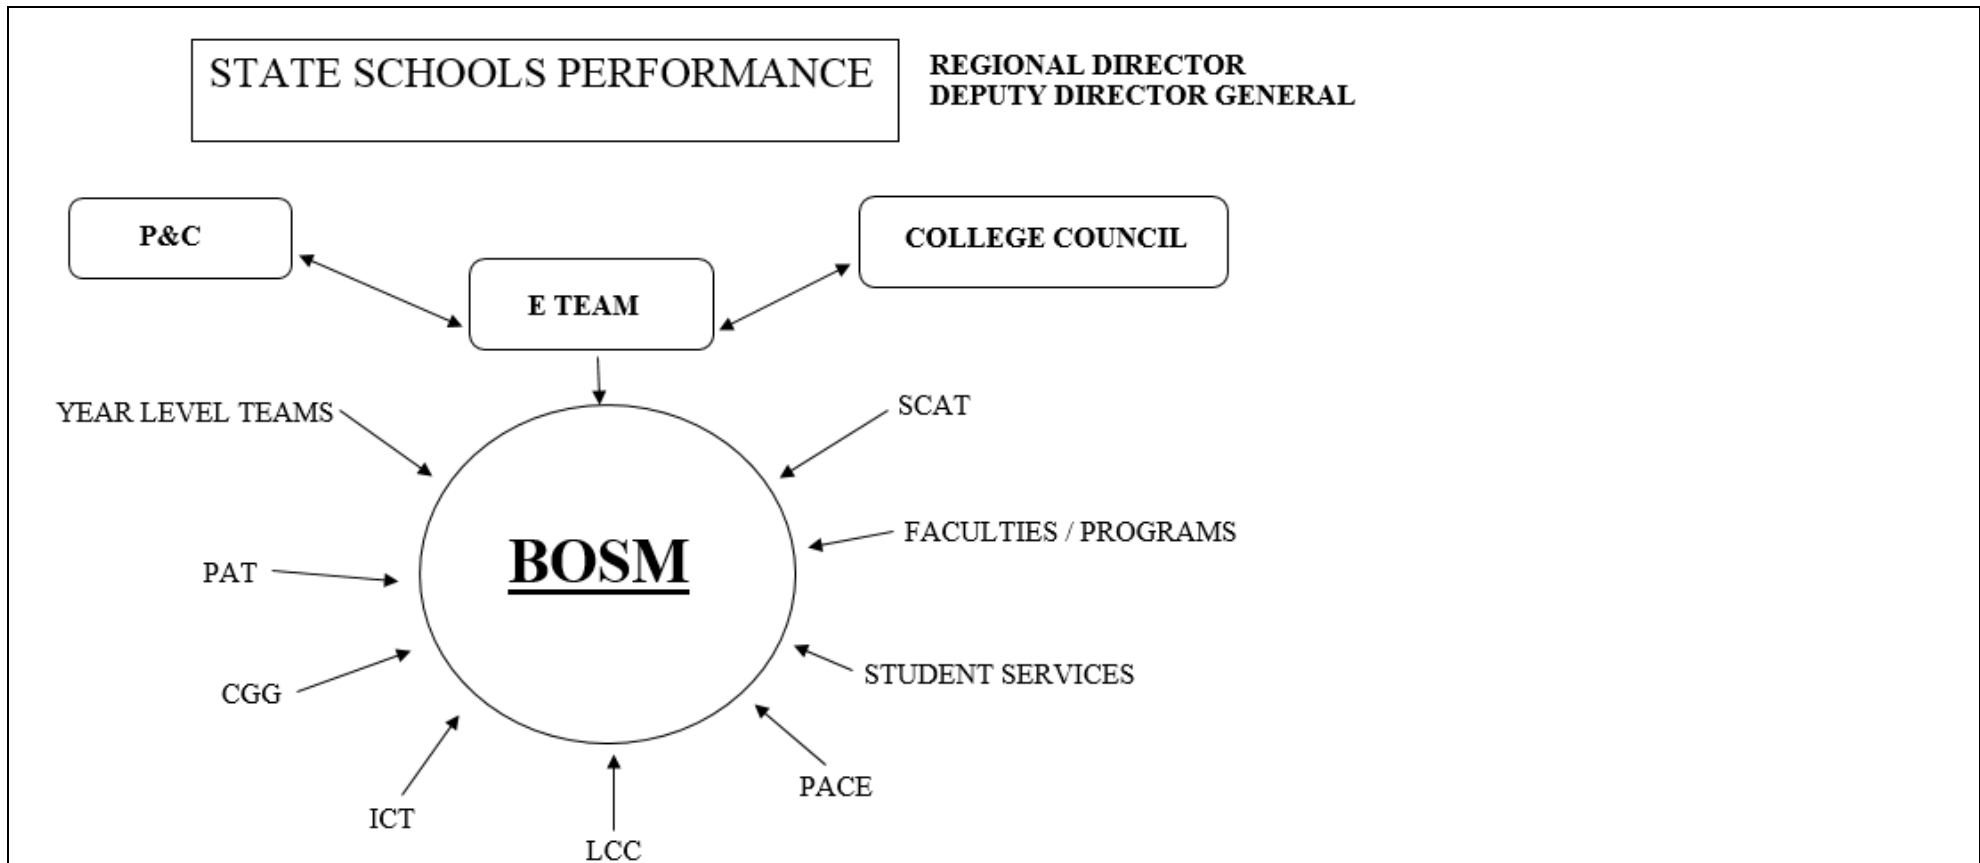 STATE SCHOOLS PERFORMANCE
REGIONAL DIRECTOR
DEPUTY DIRECTOR GENERAL
P&C
COLLEGE COUNCIL
E TEAM
YEAR LEVEL TEAMS
SCAT
FACULTIES / PROGRAMS
BOSM
PAT
STUDENT SERVICES
CGG
PACE
ICT
LCC